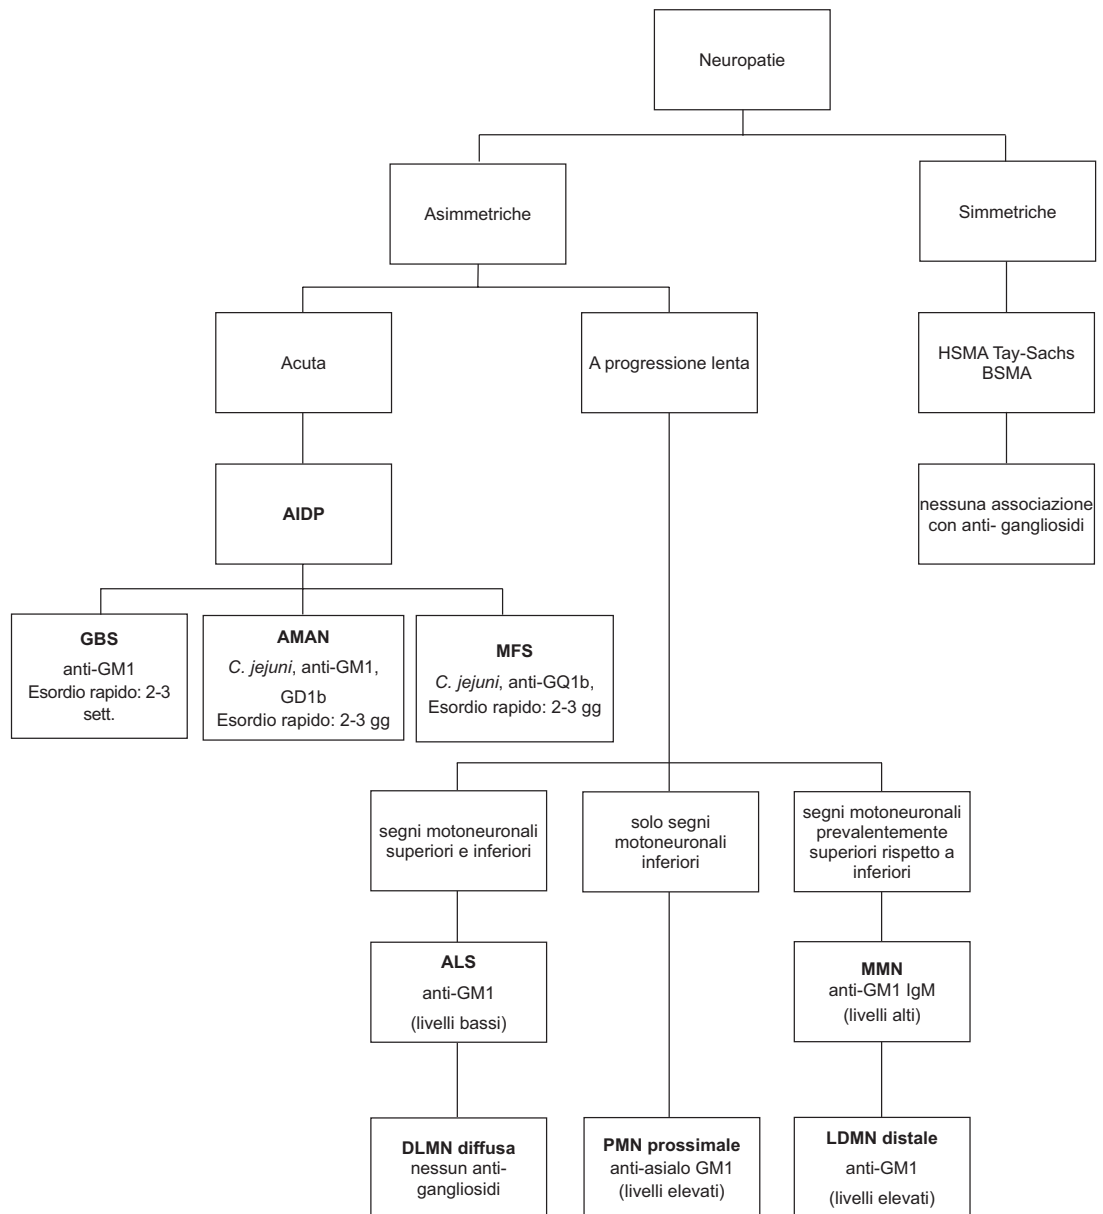 Neuropatie
Asimmetriche
Simmetriche
Acuta
A progressione lenta
HSMA Tay-Sachs
BSMA
AIDP
nessuna associazione
con anti- gangliosidi
GBS
anti-GM1
Esordio rapido: 2-3
sett.
AMAN
C. jejuni, anti-GM1,
GD1b
Esordio rapido: 2-3 gg
MFS
C. jejuni, anti-GQ1b,
Esordio rapido: 2-3 gg
segni motoneuronali
superiori e inferiori
solo segni
motoneuronali
inferiori
segni motoneuronali
prevalentemente
superiori rispetto a
inferiori
ALS
anti-GM1
(livelli bassi)
MMN
anti-GM1 IgM
(livelli alti)
DLMN diffusa
nessun anti-
gangliosidi
PMN prossimale
anti-asialo GM1
(livelli elevati)
LDMN distale
anti-GM1
(livelli elevati)